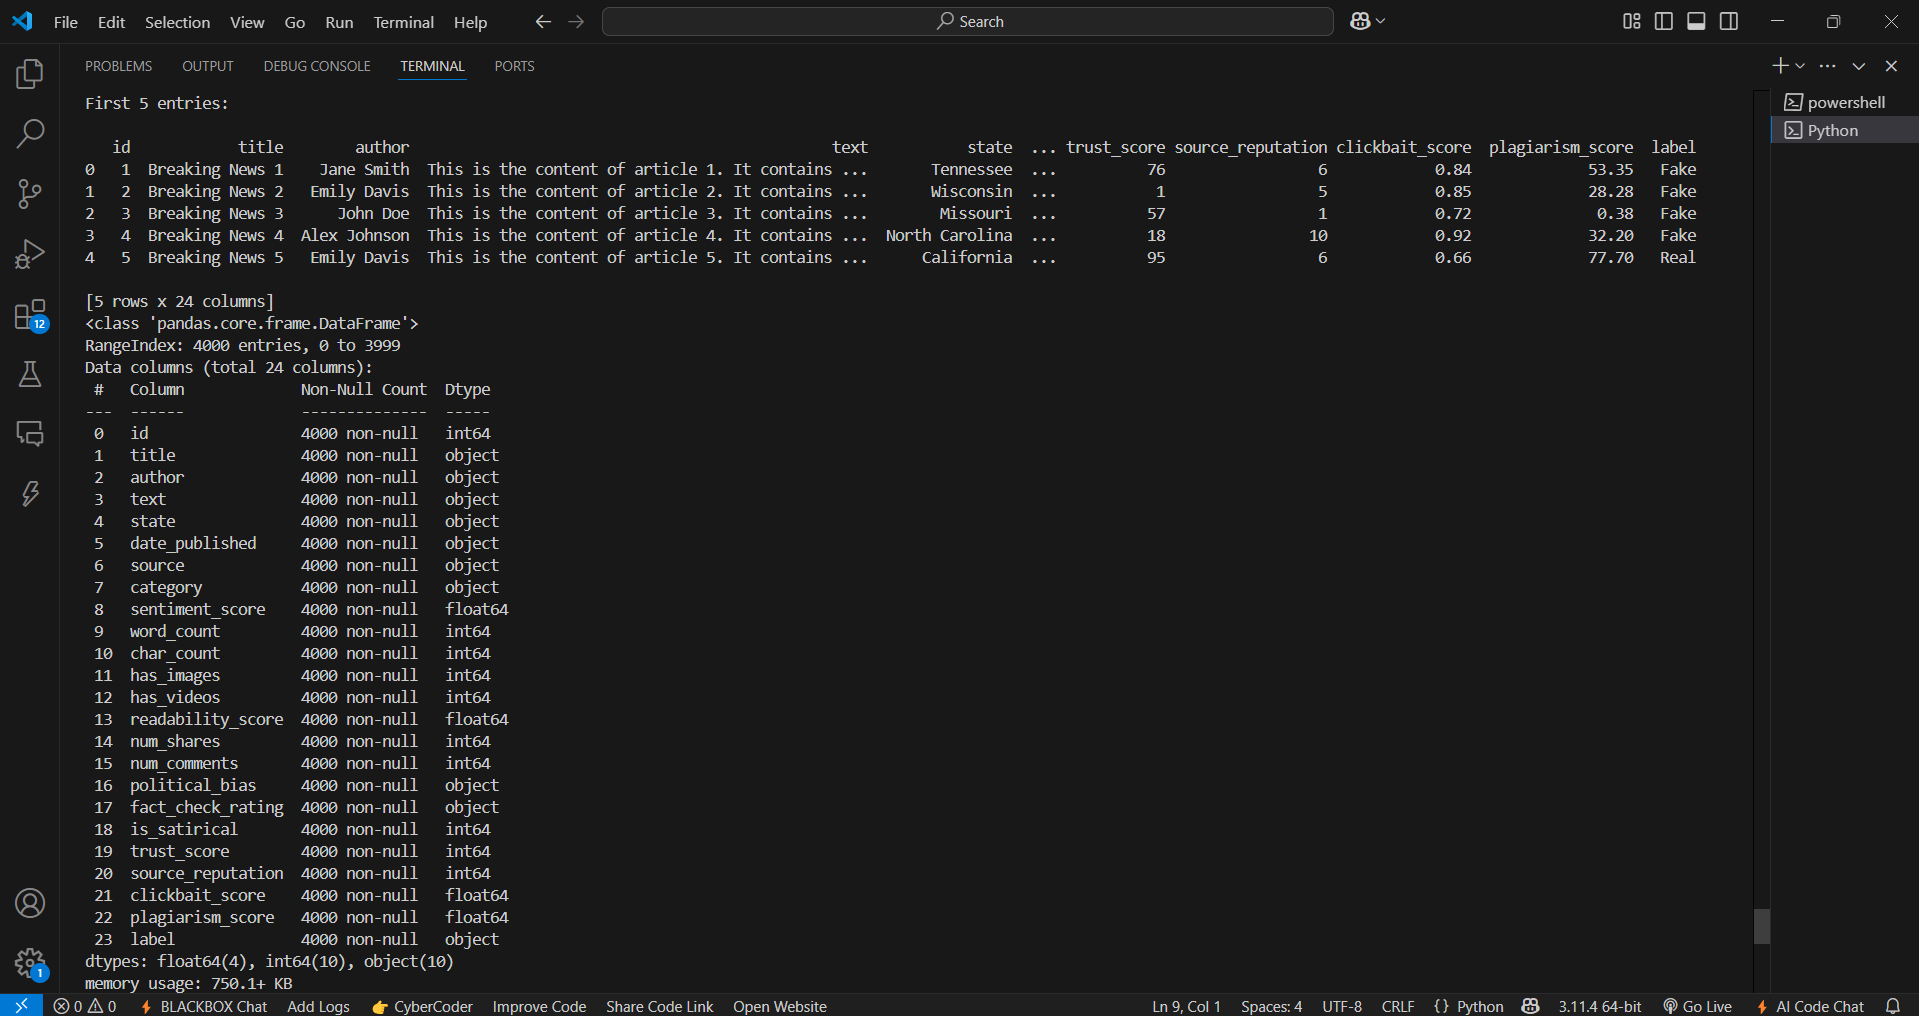 File Edit Selection View Go Run Terminal Help Search
PROBLEMS OUTPUT DEBUG CONSOLE TERMINAL PORTS
powershell
Python
First 5 entries:
id title author text state ... trust_score source_reputation clickbait_score plagiarism_score label
0 1 Breaking News 1 Jane Smith This is the content of article 1. It contains ... Tennessee ... 76 6 0.84 53.35 Fake
1 2 Breaking News 2 Emily Davis This is the content of article 2. It contains ... Wisconsin ... 1 5 0.85 28.28 Fake
2 3 Breaking News 3 John Doe This is the content of article 3. It contains ... Missouri ... 57 1 0.72 0.38 Fake
3 4 Breaking News 4 Alex Johnson This is the content of article 4. It contains ... North Carolina ... 18 10 0.92 32.20 Fake
4 5 Breaking News 5 Emily Davis This is the content of article 5. It contains ... California ... 95 6 0.66 77.70 Real
[5 rows x 24 columns]
<class 'pandas.core.frame.DataFrame'>
RangeIndex: 4000 entries, 0 to 3999
Data columns (total 24 columns):
# Column Non-Null Count Dtype
--- ------ -------------- -----
0 id 4000 non-null int64
1 title 4000 non-null object
2 author 4000 non-null object
3 text 4000 non-null object
4 state 4000 non-null object
5 date_published 4000 non-null object
6 source 4000 non-null object
7 category 4000 non-null object
8 sentiment_score 4000 non-null float64
9 word_count 4000 non-null int64
10 char_count 4000 non-null int64
11 has_images 4000 non-null int64
12 has_videos 4000 non-null int64
13 readability_score 4000 non-null float64
14 num_shares 4000 non-null int64
15 num_comments 4000 non-null int64
16 political_bias 4000 non-null object
17 fact_check_rating 4000 non-null object
18 is_satirical 4000 non-null int64
19 trust_score 4000 non-null int64
20 source_reputation 4000 non-null int64
21 clickbait_score 4000 non-null float64
22 plagiarism_score 4000 non-null float64
23 label 4000 non-null object
dtypes: float64(4), int64(10), object(10)
memory usage: 750.1+ KB
12
1
0 0 BLACKBOX Chat Add Logs CyberCoder Improve Code Share Code Link Open Website Ln 9, Col 1 Spaces: 4 UTF-8 CRLF {} Python 3.11.4 64-bit Go Live AI Code Chat